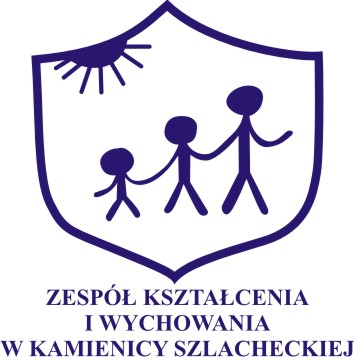 ZESPÓŁ KSZTAŁCENIA
I WYCHOWANIA
W KAMIENICY SZLACHECKIEJ